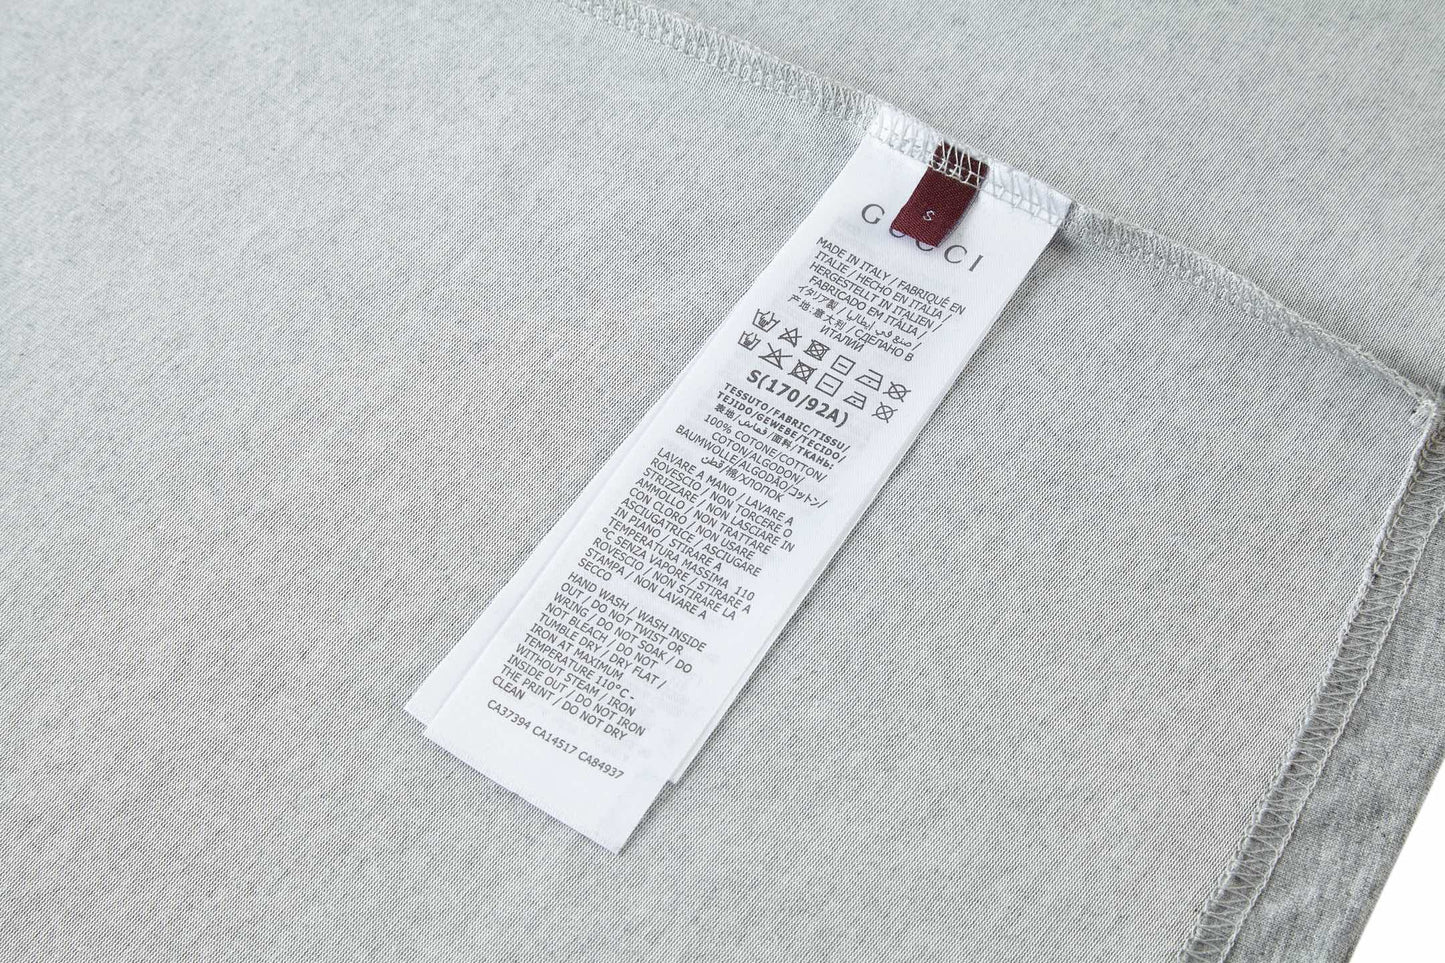 S
GUCCI
MADE IN ITALY / FABRIQUÉ EN
ITALIE / HECHO EN ITALIA /
HERGESTELLT IN ITALIEN /
FABRICADO EM ITÁLIA /
イタリア製 / صنع في إيطاليا /
产地:意大利 / СДЕЛАНО В
ИТАЛИИ
S(170/92A)
TESSUTO/FABRIC/TISSU/
TEJIDO/GEWEBE/TECIDO/
表地/قماش/面料/ТКАНЬ:
100% COTONE/COTTON/
COTON/ALGODON/
BAUMWOLLE/ALGODÃO/コットン/
قطن/棉/ХЛОПОК
LAVARE A MANO / LAVARE A
ROVESCIO / NON TORCERE O
STRIZZARE / NON LASCIARE IN
AMMOLLO / NON TRATTARE
CON CLORO / NON USARE
ASCIUGATRICE / ASCIUGARE
IN PIANO / STIRARE A
TEMPERATURA MASSIMA 110
°C SENZA VAPORE / STIRARE A
ROVESCIO / NON STIRARE LA
STAMPA / NON LAVARE A
SECCO
HAND WASH / WASH INSIDE
OUT / DO NOT TWIST OR
WRING / DO NOT SOAK / DO
NOT BLEACH / DO NOT
TUMBLE DRY / DRY FLAT /
IRON AT MAXIMUM
TEMPERATURE 110°C -
WITHOUT STEAM / IRON
INSIDE OUT / DO NOT IRON
THE PRINT / DO NOT DRY
CLEAN
CA37394 CA14517 CA84937